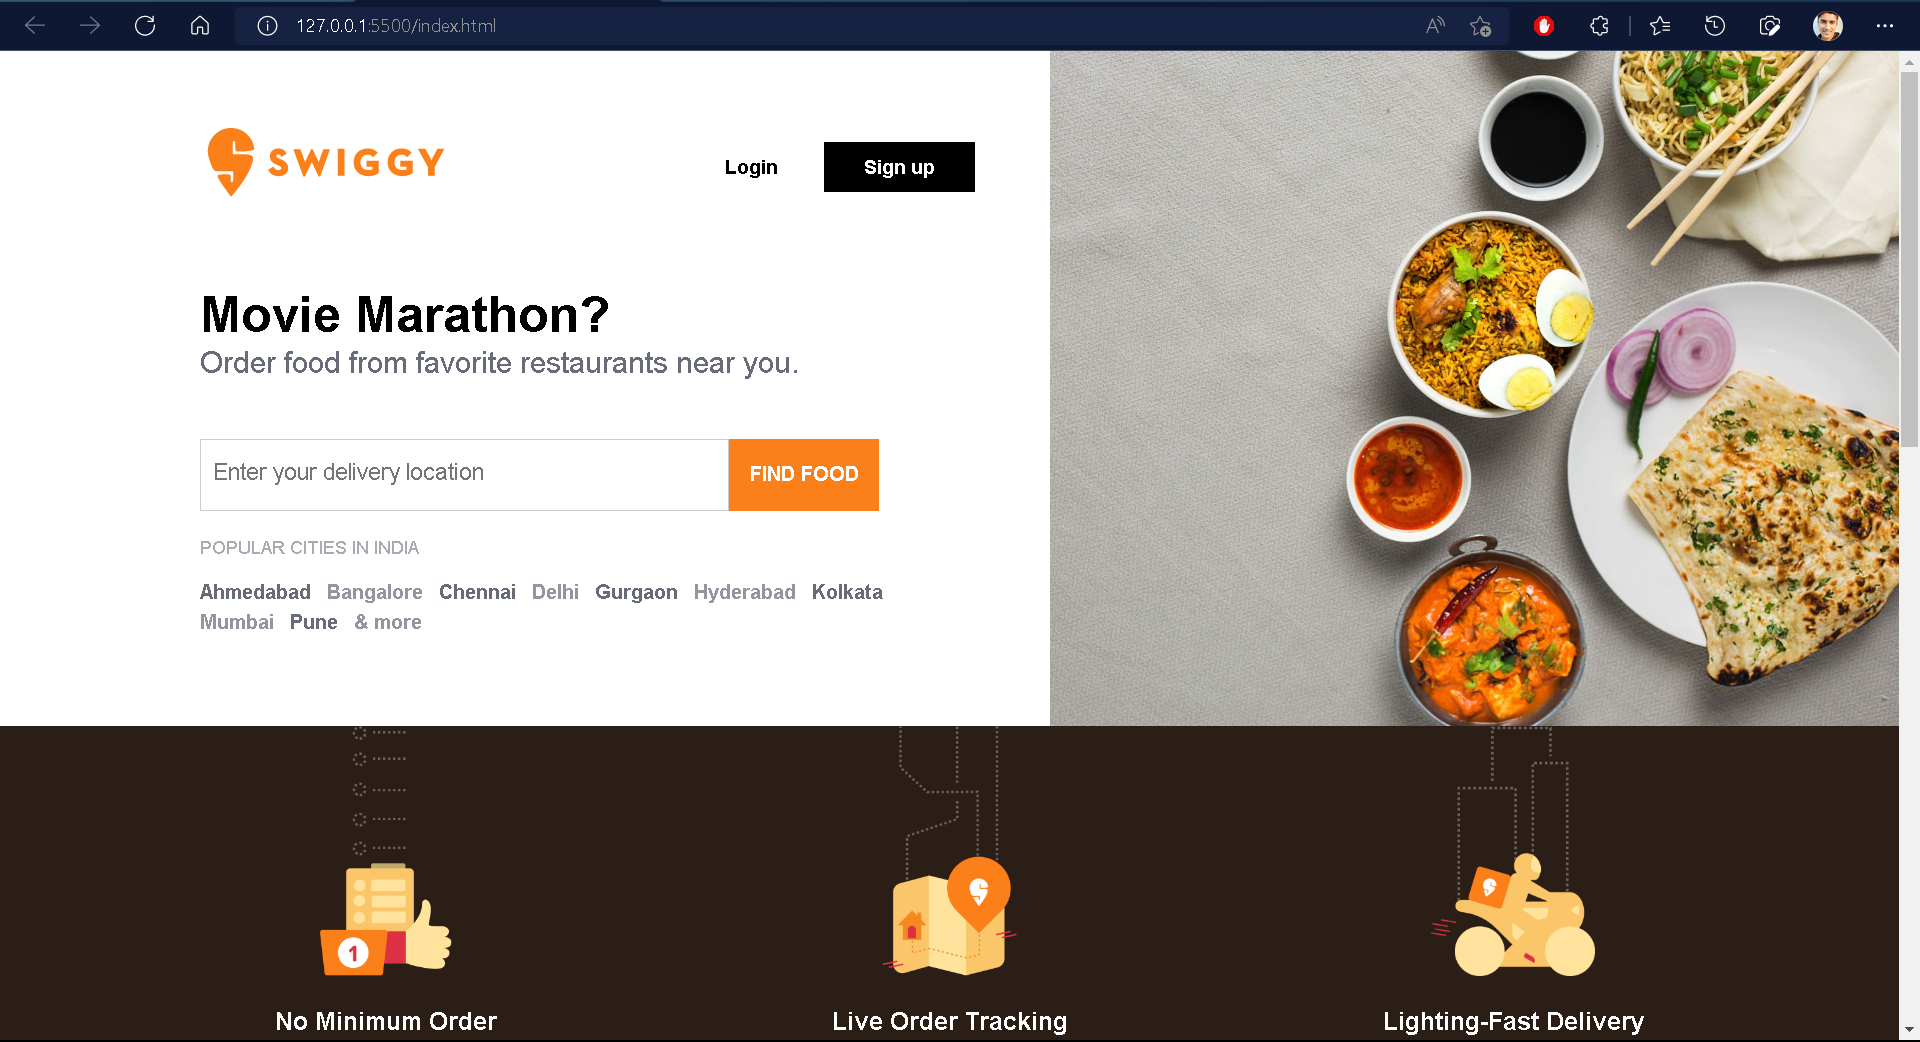 127.0.0.1:5500/index.html
SWIGGY
Login
Sign up
Movie Marathon?
Order food from favorite restaurants near you.
Enter your delivery location
FIND FOOD
POPULAR CITIES IN INDIA
Ahmedabad Bangalore Chennai Delhi Gurgaon Hyderabad Kolkata
Mumbai Pune & more
1
No Minimum Order
Live Order Tracking
Lighting-Fast Delivery